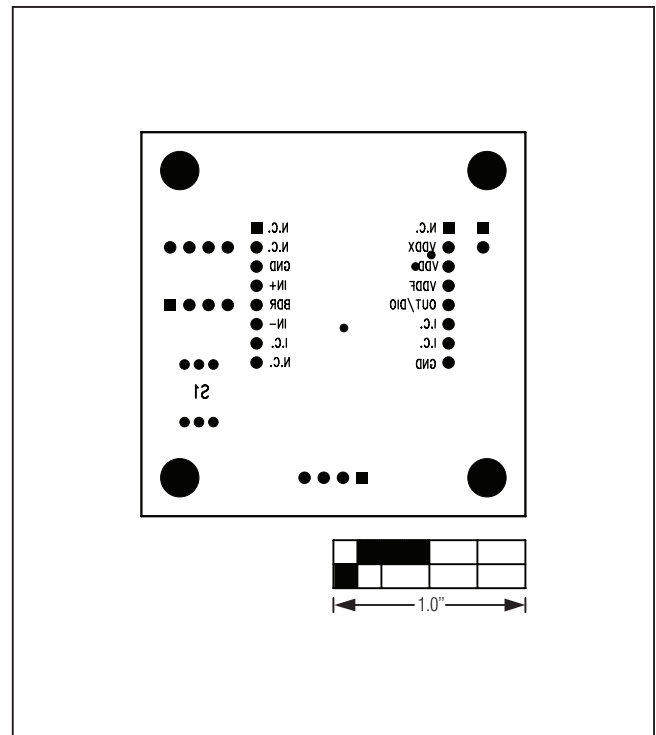 N.C.
N.C.
GND
IN+
BDR
IN-
I.C.
N.C.
N.C.
VDDX
VDD
VDDF
OUT/DIO
I.C.
I.C.
GND
S1
1.0"